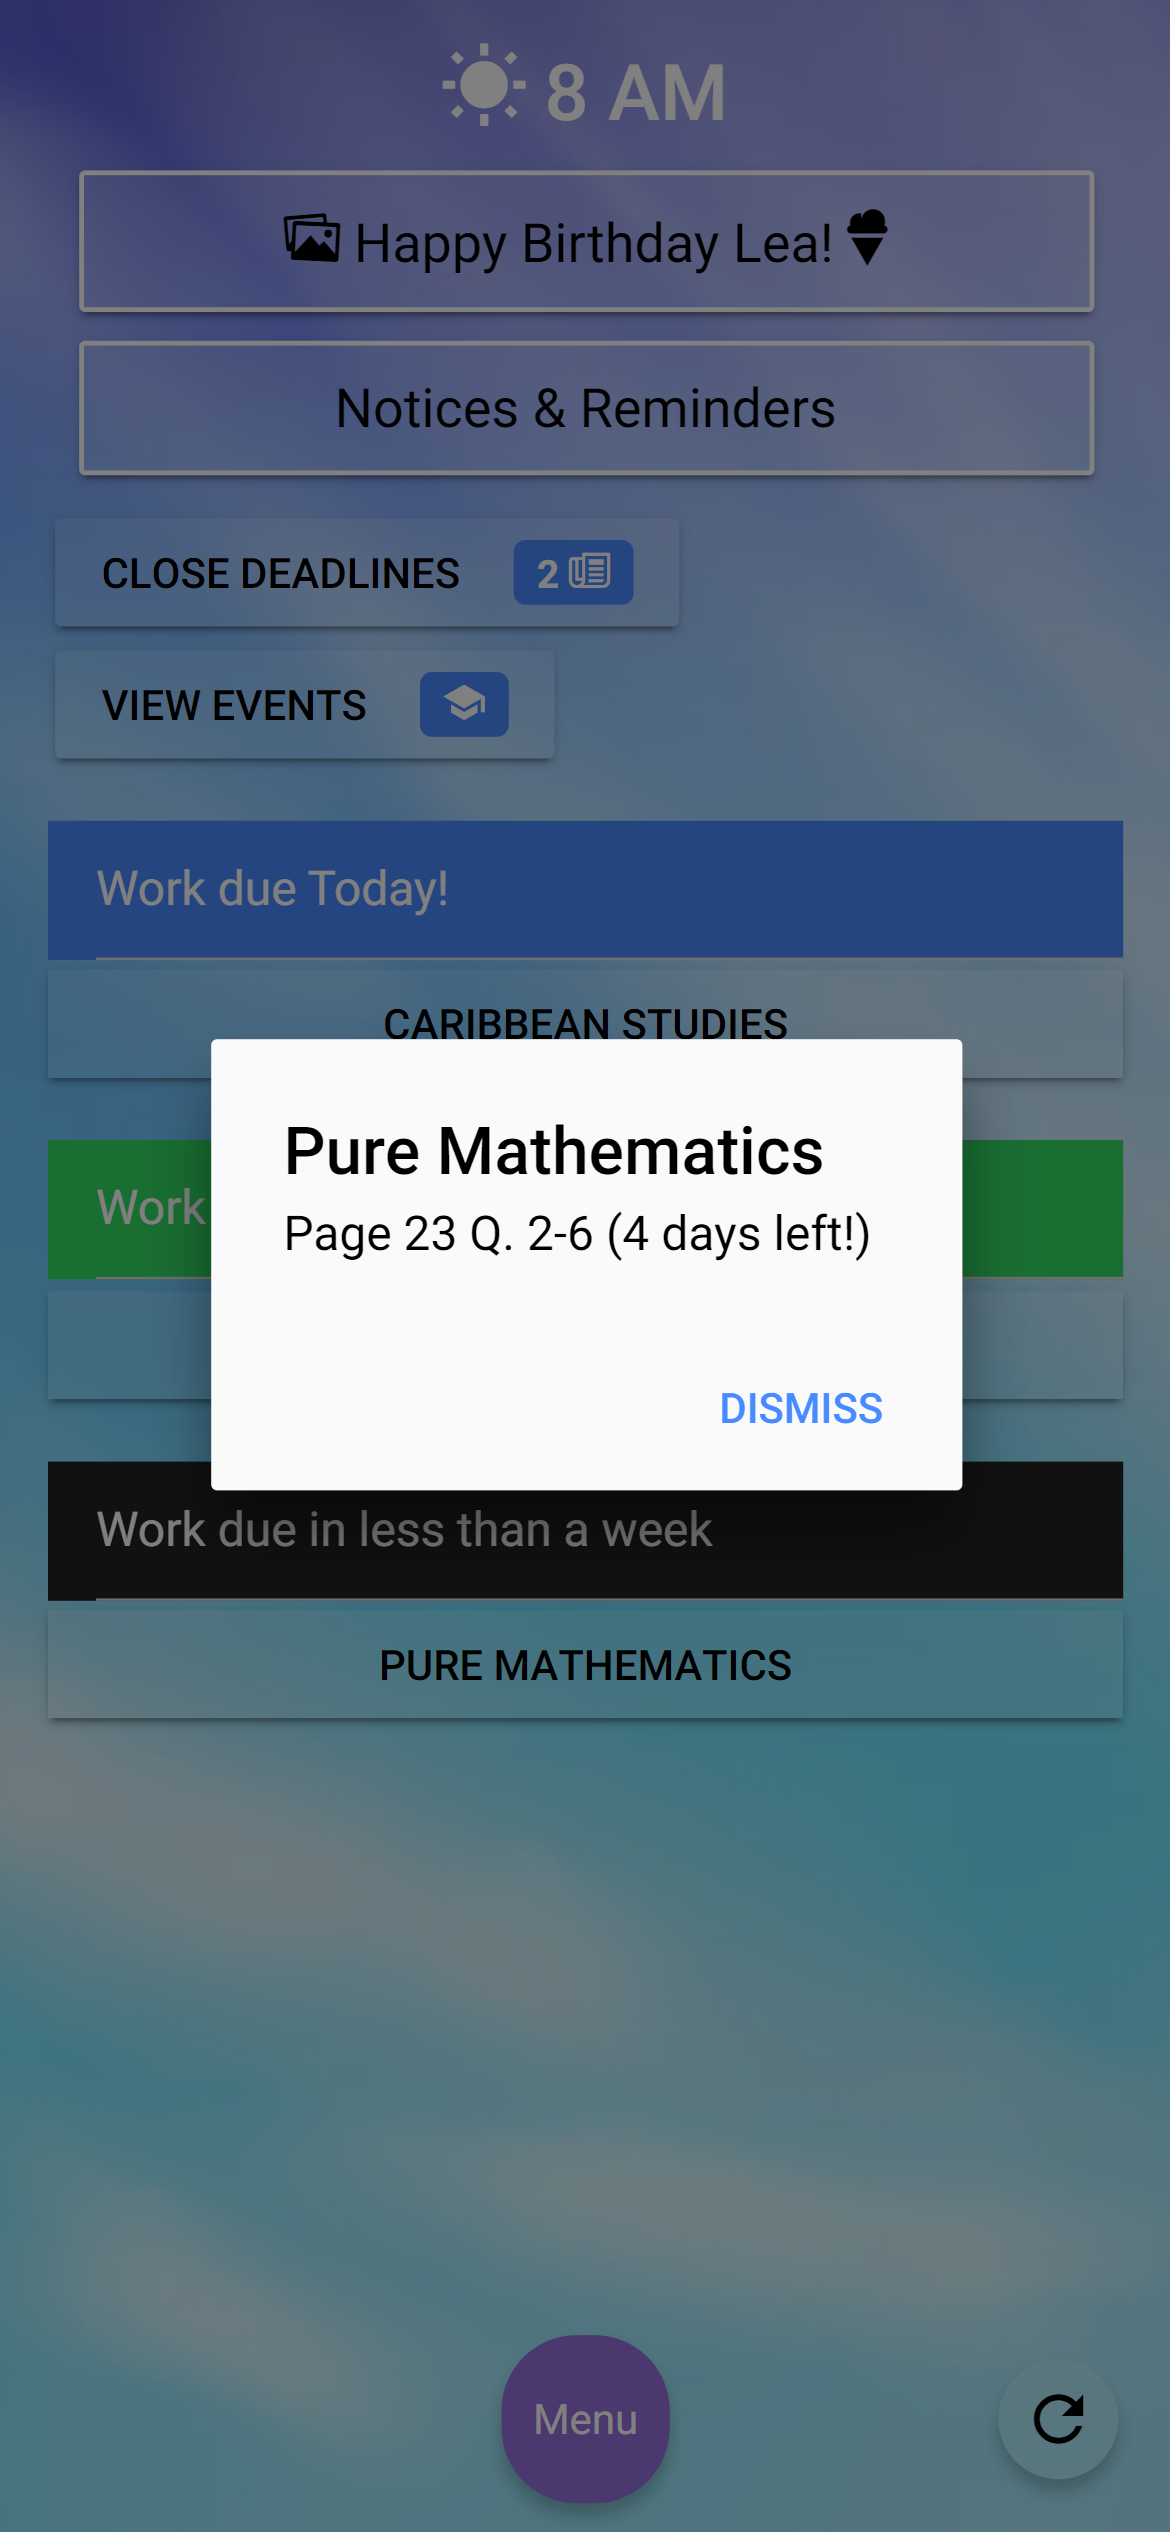 8 AM
Happy Birthday Lea!
Notices & Reminders
CLOSE DEADLINES 2
VIEW EVENTS
Work due Today!
CARIBBEAN STUDIES
Work
Pure Mathematics
Page 23 Q. 2-6 (4 days left!)
DISMISS
Work due in less than a week
PURE MATHEMATICS
Menu